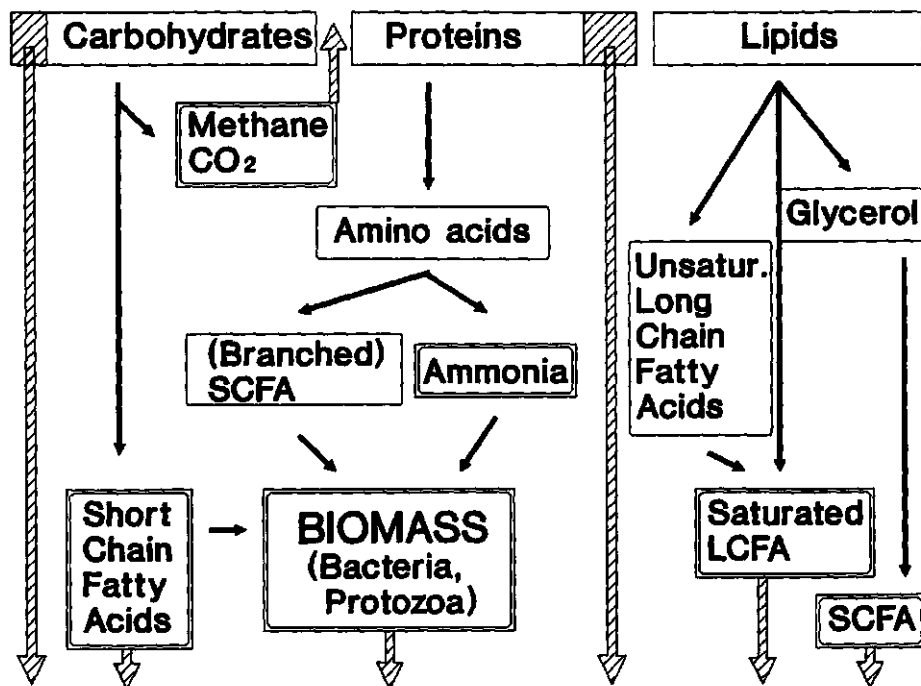 Carbohydrates
Proteins
Lipids
Methane
CO₂
Amino acids
Glycerol
Unsatur.
Long
Chain
Fatty
Acids
(Branched)
SCFA
Ammonia
Short
Chain
Fatty
Acids
BIOMASS
(Bacteria,
Protozoa)
Saturated
LCFA
SCFA